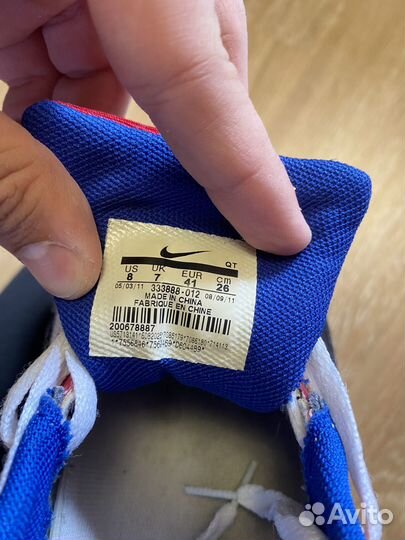 QT
US UK EUR cm
8 7 41 26
05/03/11 333888-012 08/09/11
MADE IN CHINA
FABRIQUE EN CHINE
200678887
Avito